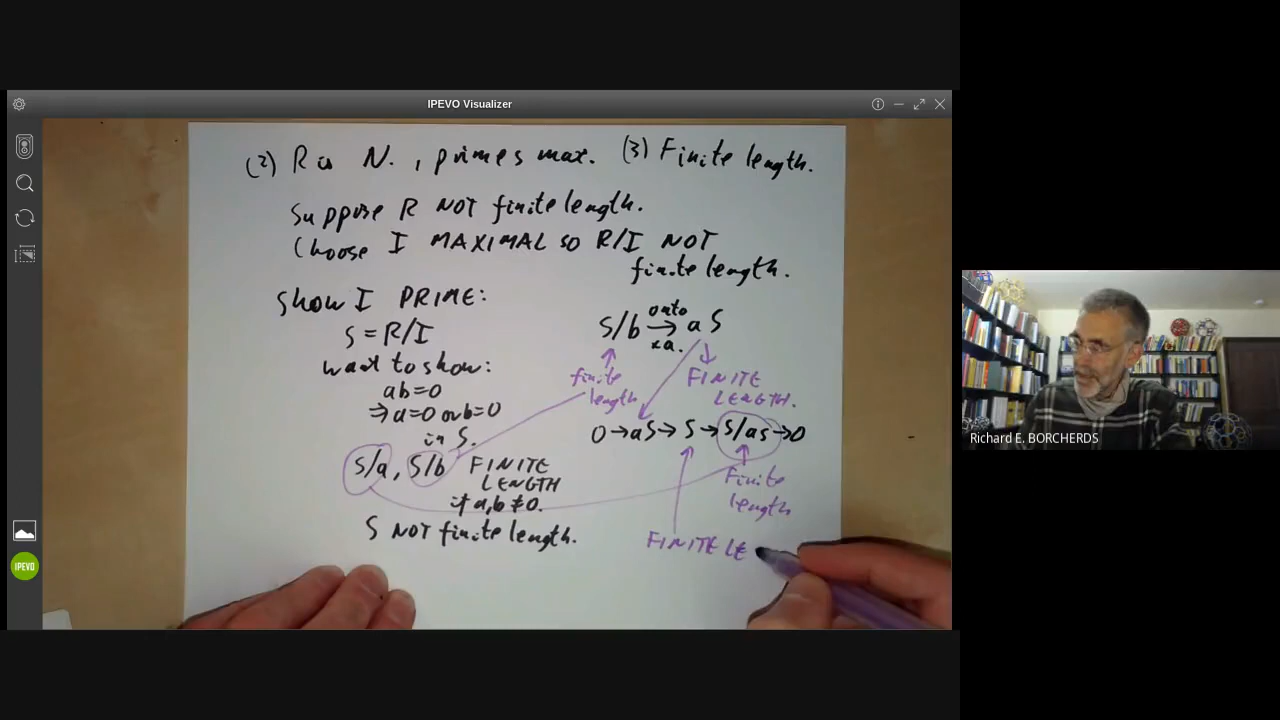 IPEVO Visualizer
(2) R is N., primes max. (3) Finite length.
Suppose R NOT finite length.
Choose I MAXIMAL so R/I NOT
finite length.
Show I PRIME:
S = R/I
want to show:
ab=0
⇒ a=0 or b=0
in S.
S/a, S/b FINITE
LENGTH
if a,b ≠ 0.
S NOT finite length.
S/b onto → ×a. aS
finite
length
FINITE
LENGTH.
0→aS→S→S/as→0
Finite
length
FINITE LE
IPEVO
Richard E. BORCHERDS